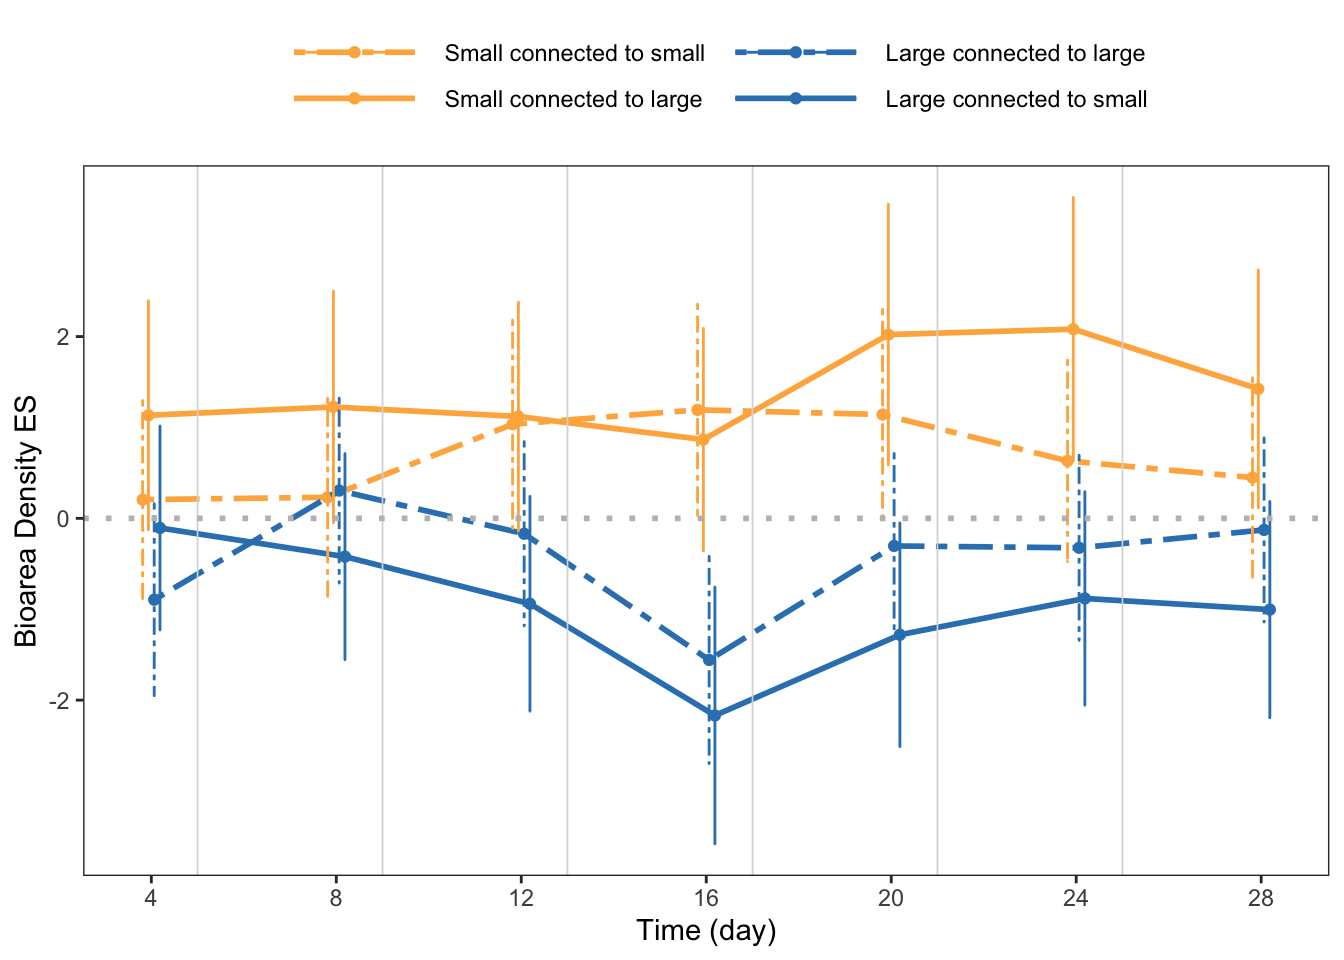 Small connected to small Large connected to large
Small connected to large Large connected to small
Bioarea Density ES
2
0
-2
4 8 12 16 20 24 28
Time (day)